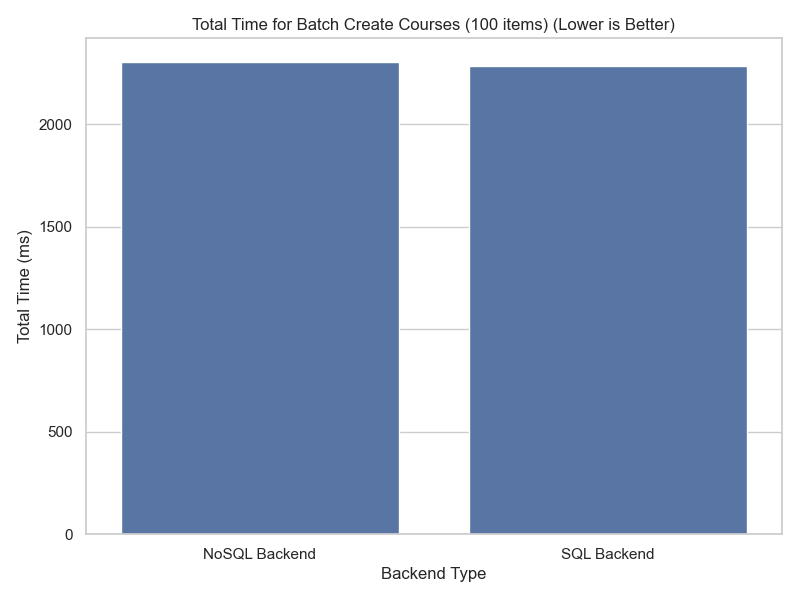 Total Time for Batch Create Courses (100 items) (Lower is Better)
2000
1500
1000
500
0
Total Time (ms)
NoSQL Backend
SQL Backend
Backend Type